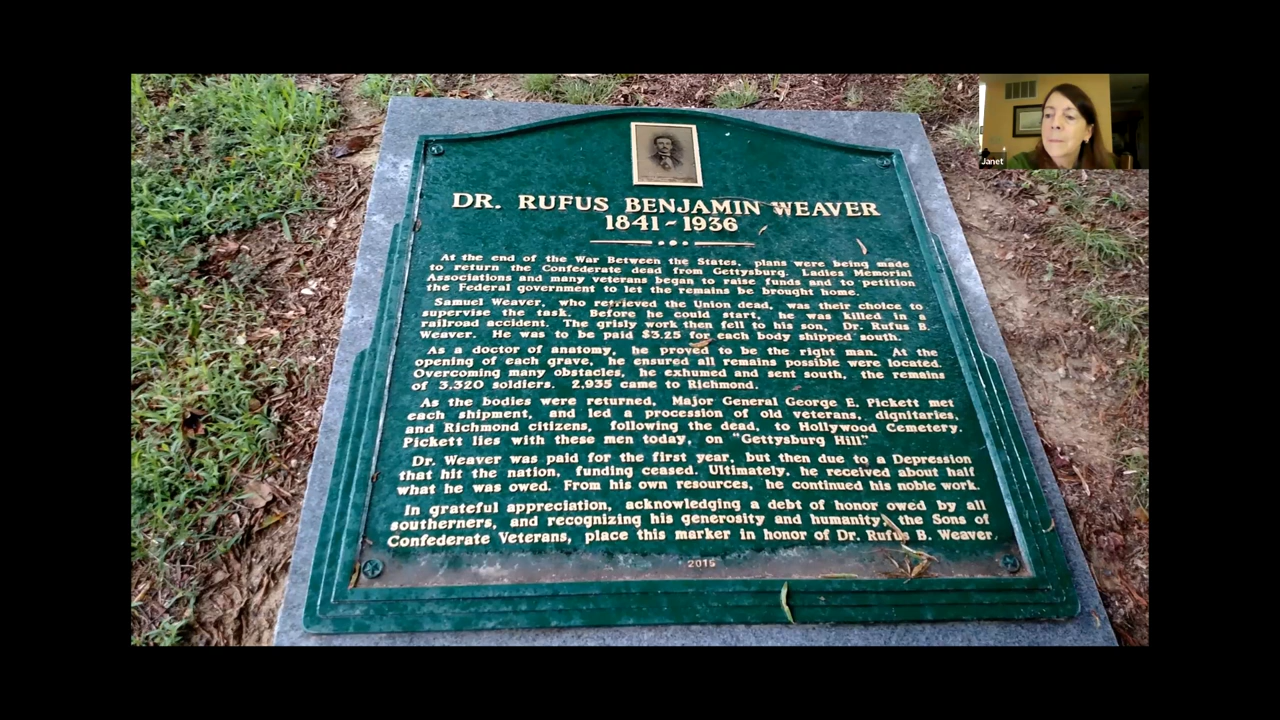 DR. RUFUS BENJAMIN WEAVER
1841~1936
At the end of the War Between the States, plans were being made
to return the Confederate dead from Gettysburg. Ladies Memorial
Associations and many veterans began to raise funds and to petition
the Federal government to let the remains be brought home.
Samuel Weaver, who retrieved the Union dead, was their choice to
supervise the task. Before he could start, he was killed in a
railroad accident. The grisly work then fell to his son, Dr. Rufus B.
Weaver. He was to be paid $3.25 for each body shipped south.
As a doctor of anatomy, he proved to be the right man. At the
opening of each grave, he ensured all remains possible were located.
Overcoming many obstacles, he exhumed and sent south, the remains
of 3,320 soldiers. 2,935 came to Richmond.
As the bodies were returned, Major General George E. Pickett met
each shipment, and led a procession of old veterans, dignitaries,
and Richmond citizens, following the dead, to Hollywood Cemetery.
Pickett lies with these men today, on "Gettysburg Hill."
Dr. Weaver was paid for the first year, but then due to a Depression
that hit the nation, funding ceased. Ultimately, he received about half
what he was owed. From his own resources, he continued his noble work.
In grateful appreciation, acknowledging a debt of honor owed by all
southerners, and recognizing his generosity and humanity, the Sons of
Confederate Veterans, place this marker in honor of Dr. Rufus B. Weaver.
2015
Janet